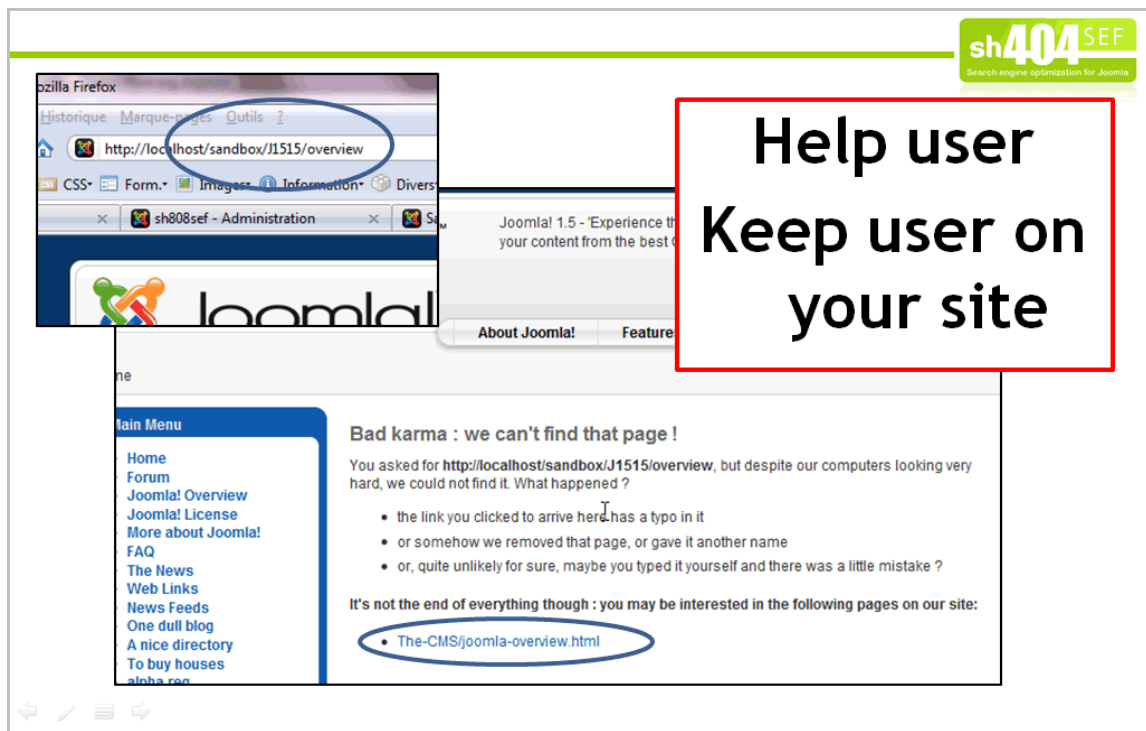 sh404SEF
Search engine optimization for Joomla
ozilla Firefox
Historique Marque-pages Outils ?
http://localhost/sandbox/J1515/overview
CSS Form. Images Information Divers
sh808sef - Administration
Joomla!
Joomla! 1.5 - 'Experience
your content from the best
About Joomla! Feature
Help user
Keep user on
your site
me
Main Menu
Home
Forum
Joomla! Overview
Joomla! License
More about Joomla!
FAQ
The News
Web Links
News Feeds
One dull blog
A nice directory
To buy houses
alpha reg
Bad karma : we can't find that page !
You asked for http://localhost/sandbox/J1515/overview, but despite our computers looking very
hard, we could not find it. What happened ?
the link you clicked to arrive here has a typo in it
or somehow we removed that page, or gave it another name
or, quite unlikely for sure, maybe you typed it yourself and there was a little mistake ?
It's not the end of everything though : you may be interested in the following pages on our site:
The-CMS/joomla-overview.html